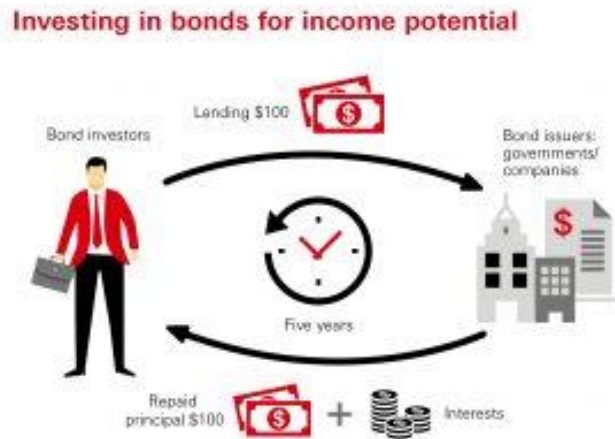 Investing in bonds for income potential
Lending $100
$
Bond investors
Bond issuers:
governments/
companies
$
Five years
Repaid
principal $100
$
+
Interests